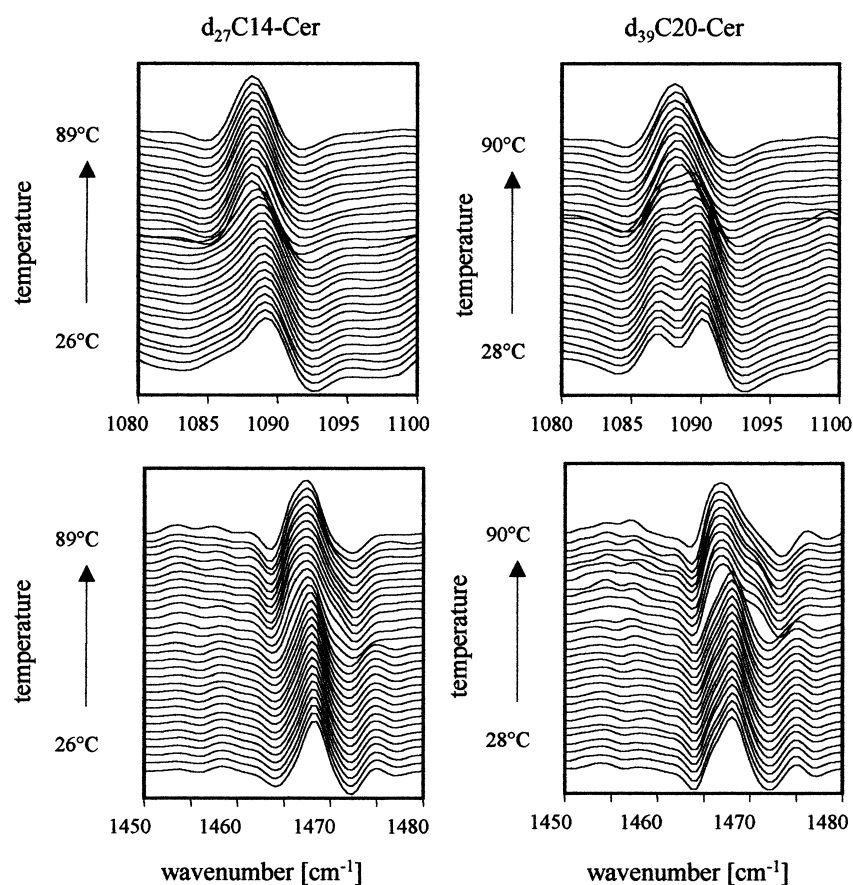 d₂₇C14-Cer
d₃₉C20-Cer
89°C
temperature
26°C
1080 1085 1090 1095 1100
90°C
temperature
28°C
1080 1085 1090 1095 1100
89°C
temperature
26°C
1450 1460 1470 1480
wavenumber [cm⁻¹]
90°C
temperature
28°C
1450 1460 1470 1480
wavenumber [cm⁻¹]